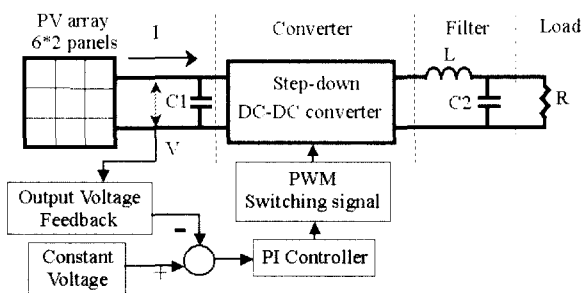 PV array
6*2 panels
I
Converter
Filter
Load
L
Step-down
DC-DC converter
C1
C2
R
V
PWM
Switching signal
Output Voltage
Feedback
-
Constant
Voltage
+
PI Controller